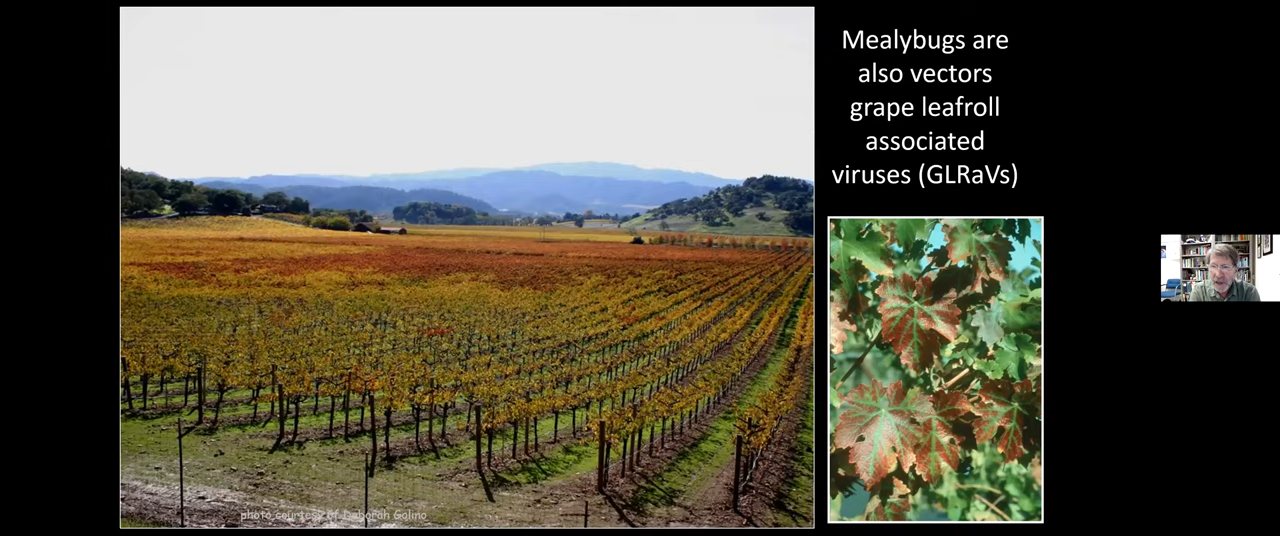 Mealybugs are
also vectors
grape leafroll
associated
viruses (GLRaVs)
photo courtesy of Deborah Golino